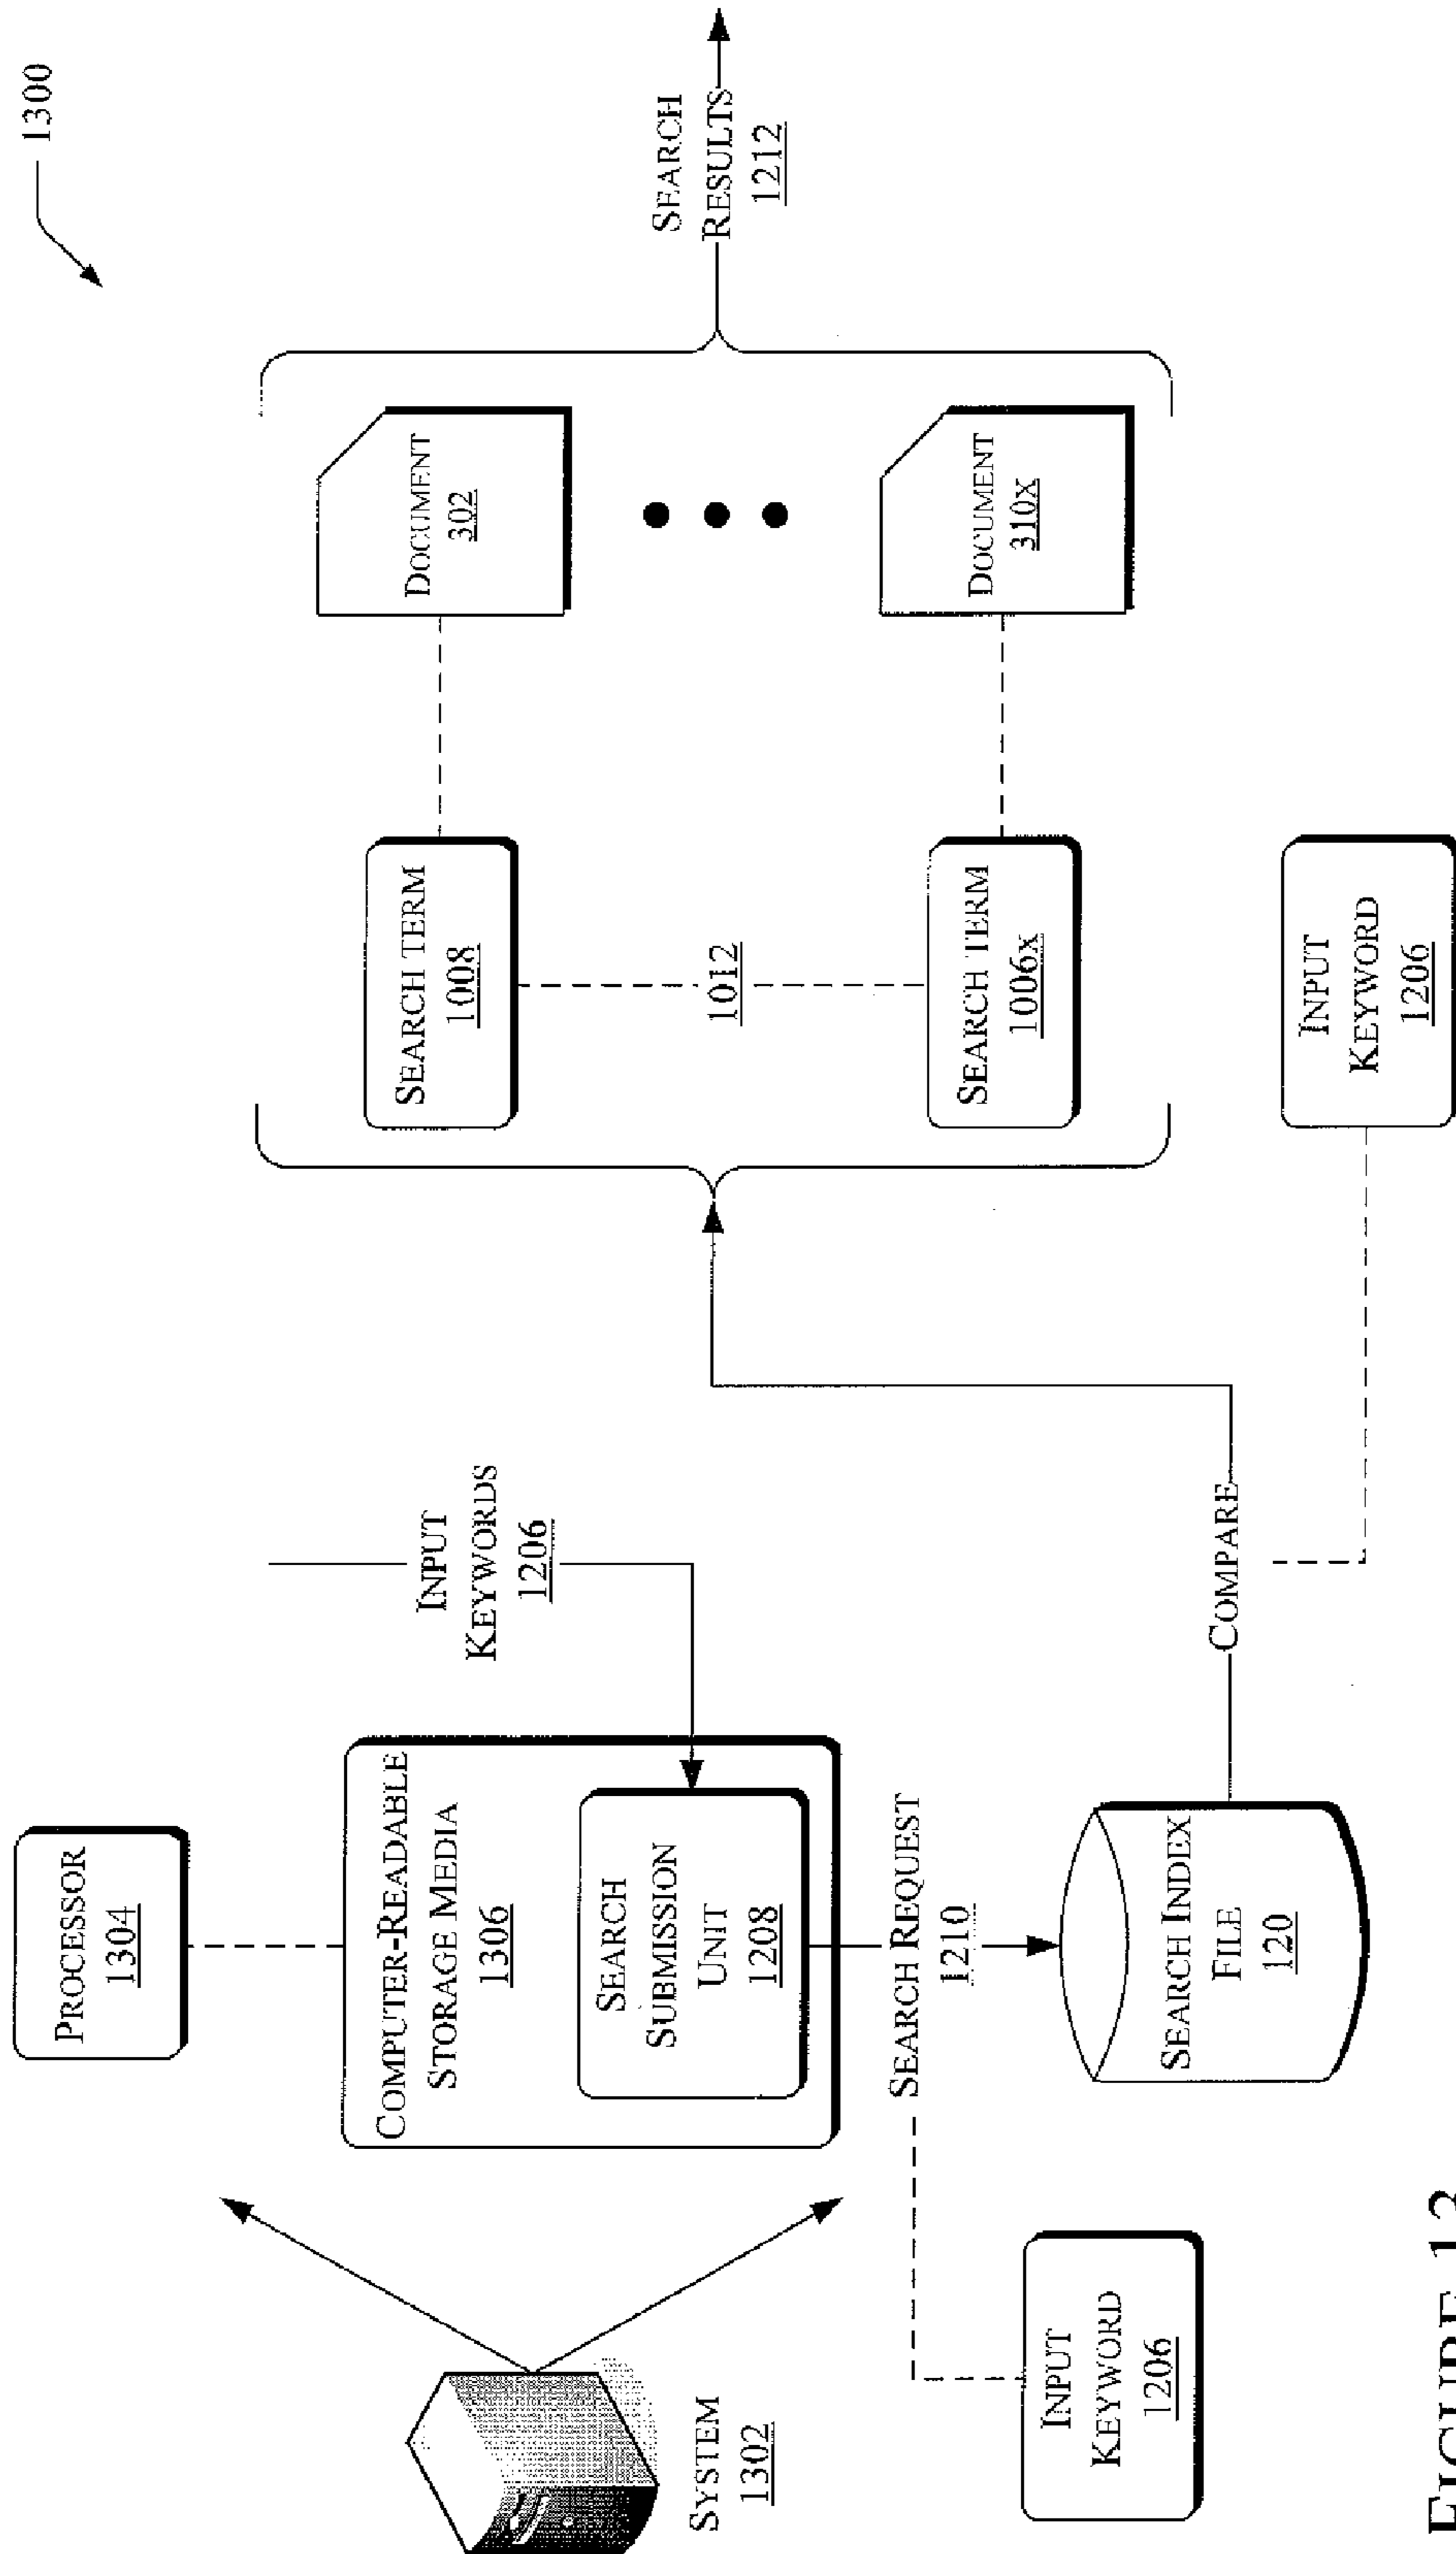 1300
PROCESSOR
1304
COMPUTER-READABLE
STORAGE MEDIA
1306
SEARCH
SUBMISSION
UNIT
1208
INPUT
KEYWORDS
1206
SYSTEM
1302
SEARCH REQUEST
1210
INPUT
KEYWORD
1206
SEARCH INDEX
FILE
120
COMPARE
INPUT
KEYWORD
1206
SEARCH TERM
1008
1012
SEARCH TERM
1006x
DOCUMENT
302
DOCUMENT
310x
SEARCH
RESULTS
1212
FIGURE 13